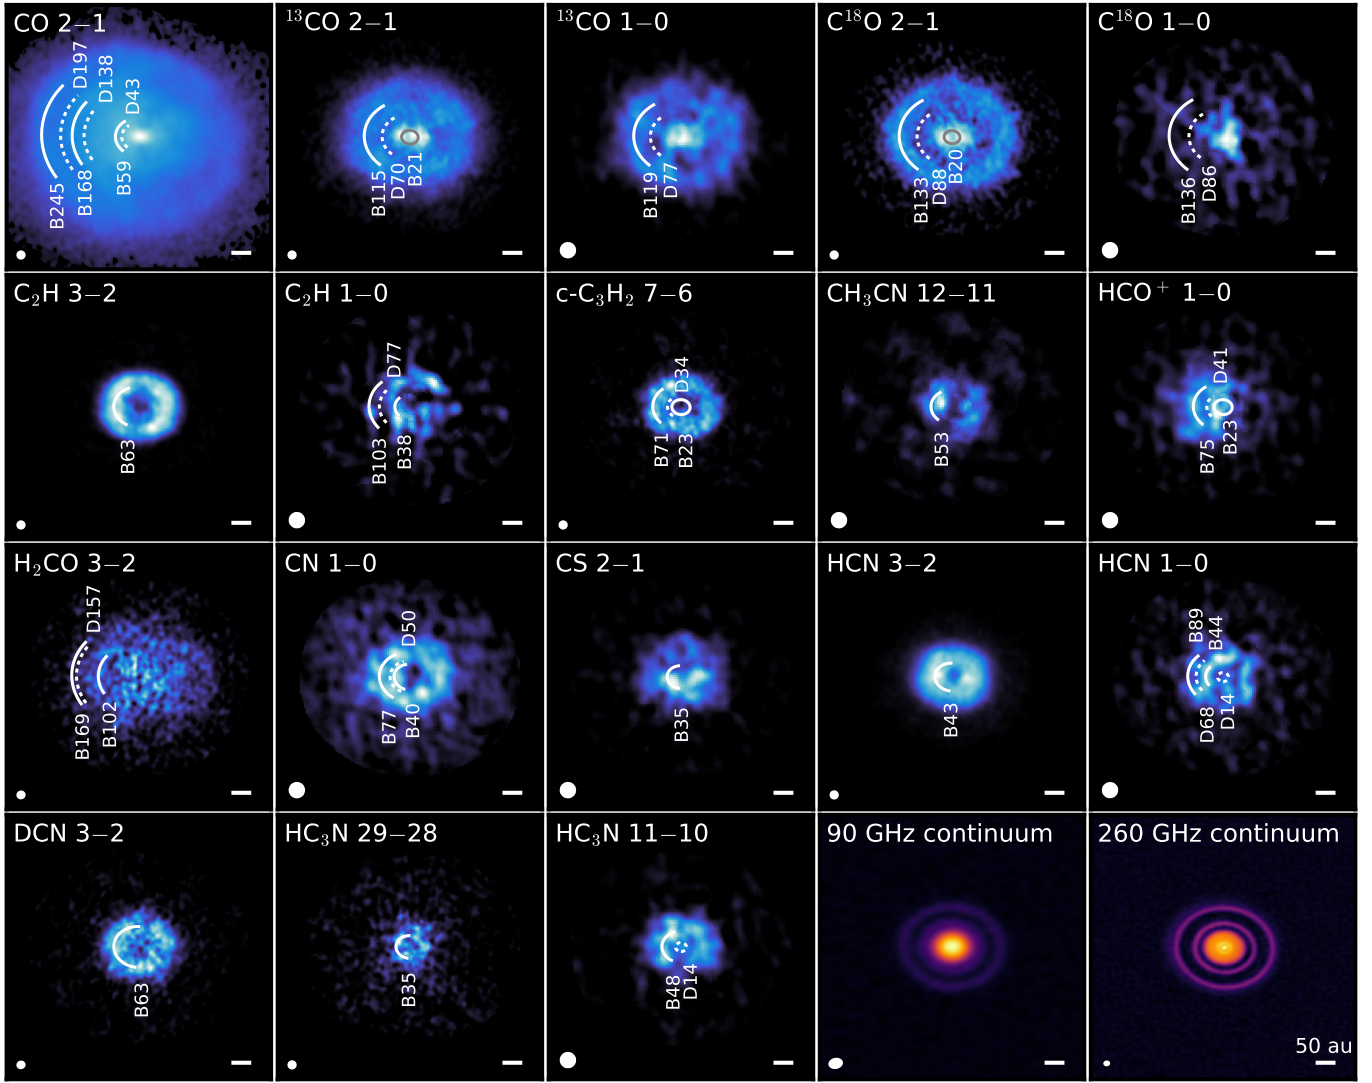 CO 2−1
D197
D138
D43
B245
B168
B59
¹³CO 2−1
B115
D70
B21
¹³CO 1−0
B119
D77
C¹⁸O 2−1
B133
D88
B20
C¹⁸O 1−0
B136
D86
C₂H 3−2
B63
C₂H 1−0
D77
B103
B38
c-C₃H₂ 7−6
D34
B71
B23
CH₃CN 12−11
B53
HCO⁺ 1−0
D41
B75
B23
H₂CO 3−2
D157
B169
B102
CN 1−0
D50
B77
B40
CS 2−1
B35
HCN 3−2
B43
HCN 1−0
B89
B44
D68
D14
DCN 3−2
B63
HC₃N 29−28
B35
HC₃N 11−10
B48
D14
90 GHz continuum
260 GHz continuum
50 au